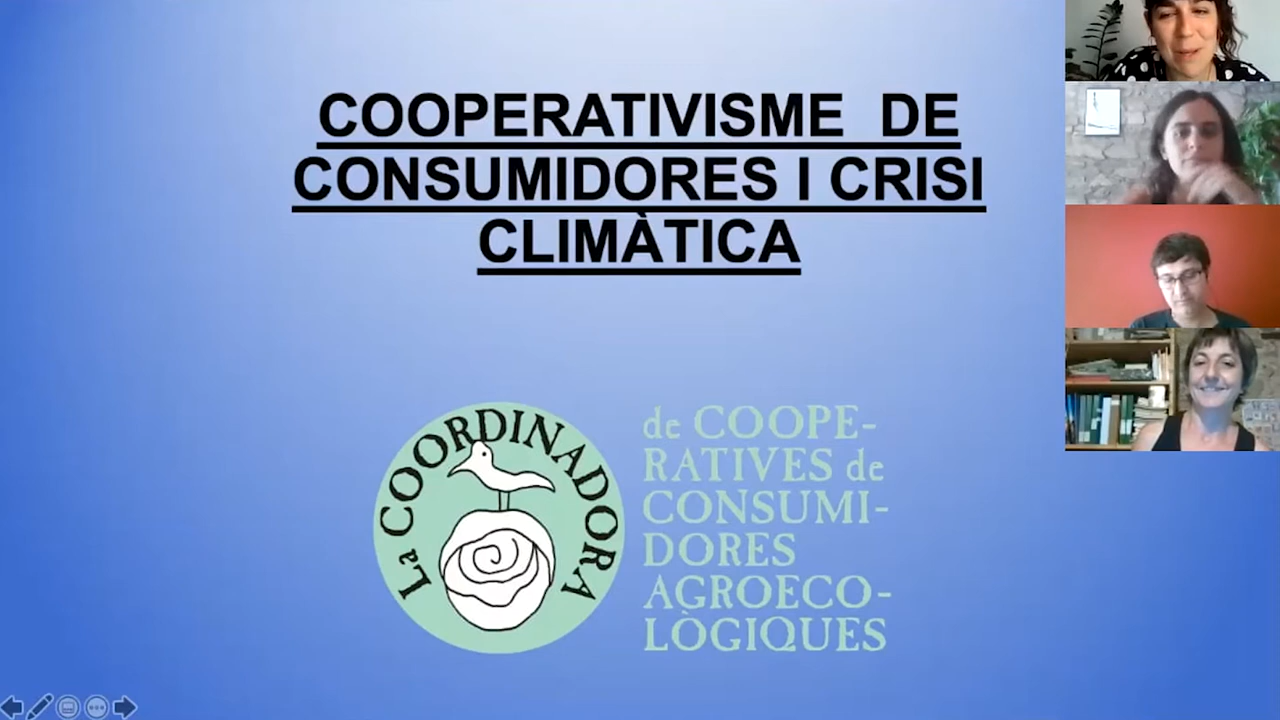 COOPERATIVISME DE
CONSUMIDORES I CRISI
CLIMÀTICA
La COORDINADORA
de COOPE-
RATIVES de
CONSUMI-
DORES
AGROECO-
LÒGIQUES